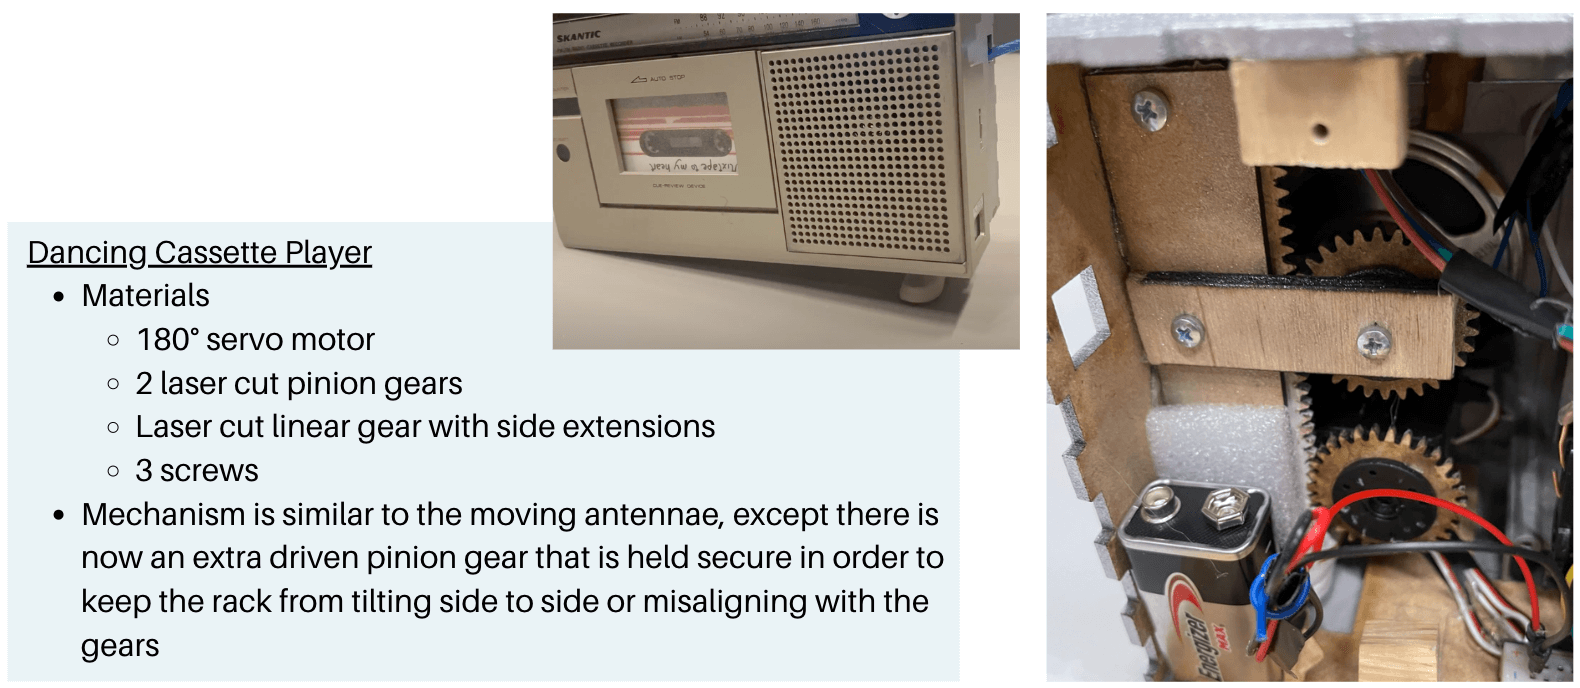 SKANTIC
AUTO STOP
Mixtape to my heart
CUE-REVIEW DEVICE
Dancing Cassette Player
• Materials
○ 180° servo motor
○ 2 laser cut pinion gears
○ Laser cut linear gear with side extensions
○ 3 screws
• Mechanism is similar to the moving antennae, except there is
now an extra driven pinion gear that is held secure in order to
keep the rack from tilting side to side or misaligning with the
gears
Energizer
MAX